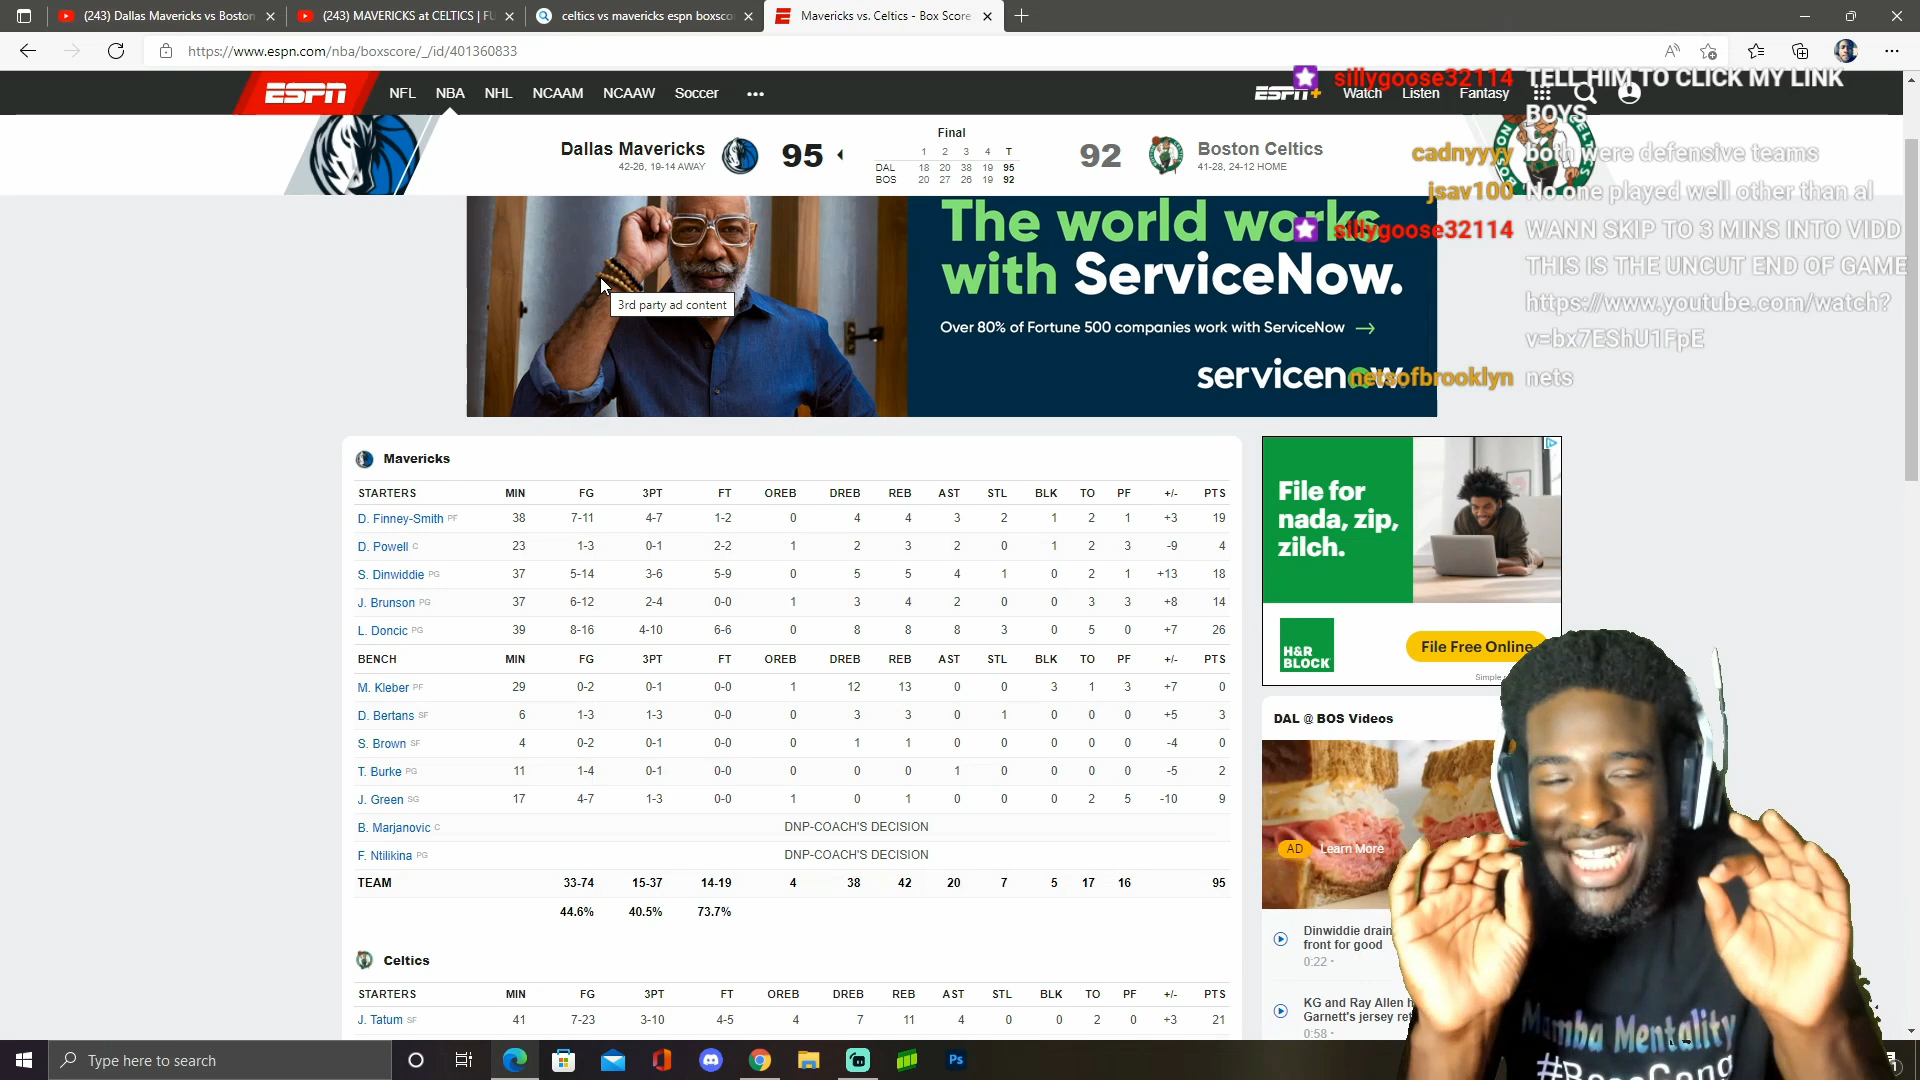 (243) Dallas Mavericks vs Boston
(243) MAVERICKS at CELTICS | FU
celtics vs mavericks espn boxsco
Mavericks vs. Celtics - Box Score
https://www.espn.com/nba/boxscore/_/id/401360833
ESPN NFL NBA NHL NCAAM NCAAW Soccer
ESPN+ Watch Listen Fantasy
sillygoose32114 TELL HIM TO CLICK MY LINK
BOYS
cadnyyyy both were defensive teams
jsav100 No one played well other than al
sillygoose32114 WANN SKIP TO 3 MINS INTO VIDD
THIS IS THE UNCUT END OF GAME
https://www.youtube.com/watch?
v=bx7EShU1FpE
netsofbrooklyn nets
Dallas Mavericks 95
42-26, 19-14 AWAY
Final
1 2 3 4 T
DAL 18 20 38 19 95
BOS 20 27 26 19 92
92 Boston Celtics
41-28, 24-12 HOME
CELTICS
The world works
with ServiceNow.
Over 80% of Fortune 500 companies work with ServiceNow
servicenow
3rd party ad content
Mavericks
STARTERS MIN FG 3PT FT OREB DREB REB AST STL BLK TO PF +/- PTS
D. Finney-Smith PF 38 7-11 4-7 1-2 0 4 4 3 2 1 2 1 +3 19
D. Powell C 23 1-3 0-1 2-2 1 2 3 2 0 1 2 3 -9 4
S. Dinwiddie PG 37 5-14 3-6 5-9 0 5 5 4 1 0 2 1 +13 18
J. Brunson PG 37 6-12 2-4 0-0 1 3 4 2 0 0 3 3 +8 14
L. Doncic PG 39 8-16 4-10 6-6 0 8 8 8 3 0 5 0 +7 26
BENCH MIN FG 3PT FT OREB DREB REB AST STL BLK TO PF +/- PTS
M. Kleber PF 29 0-2 0-1 0-0 1 12 13 0 0 3 1 3 +7 0
D. Bertans SF 6 1-3 1-3 0-0 0 3 3 0 1 0 0 0 +5 3
S. Brown SF 4 0-2 0-1 0-0 0 1 1 0 0 0 0 0 -4 0
T. Burke PG 11 1-4 0-1 0-0 0 0 0 1 0 0 0 0 -5 2
J. Green SG 17 4-7 1-3 0-0 1 0 1 0 0 0 2 5 -10 9
B. Marjanovic C DNP-COACH'S DECISION
F. Ntilikina PG DNP-COACH'S DECISION
TEAM 33-74 15-37 14-19 4 38 42 20 7 5 17 16 95
44.6% 40.5% 73.7%
Celtics
STARTERS MIN FG 3PT FT OREB DREB REB AST STL BLK TO PF +/- PTS
J. Tatum SF 41 7-23 3-10 4-5 4 7 11 4 0 0 2 0 +3 21
File for
nada, zip,
zilch.
H&R
BLOCK
File Free Online
Simple
DAL @ BOS Videos
AD Learn More
Dinwiddie drain
front for good
0:22
KG and Ray Allen h
Garnett's jersey ret
0:58
Mamba Mentality
Type here to search
Ps